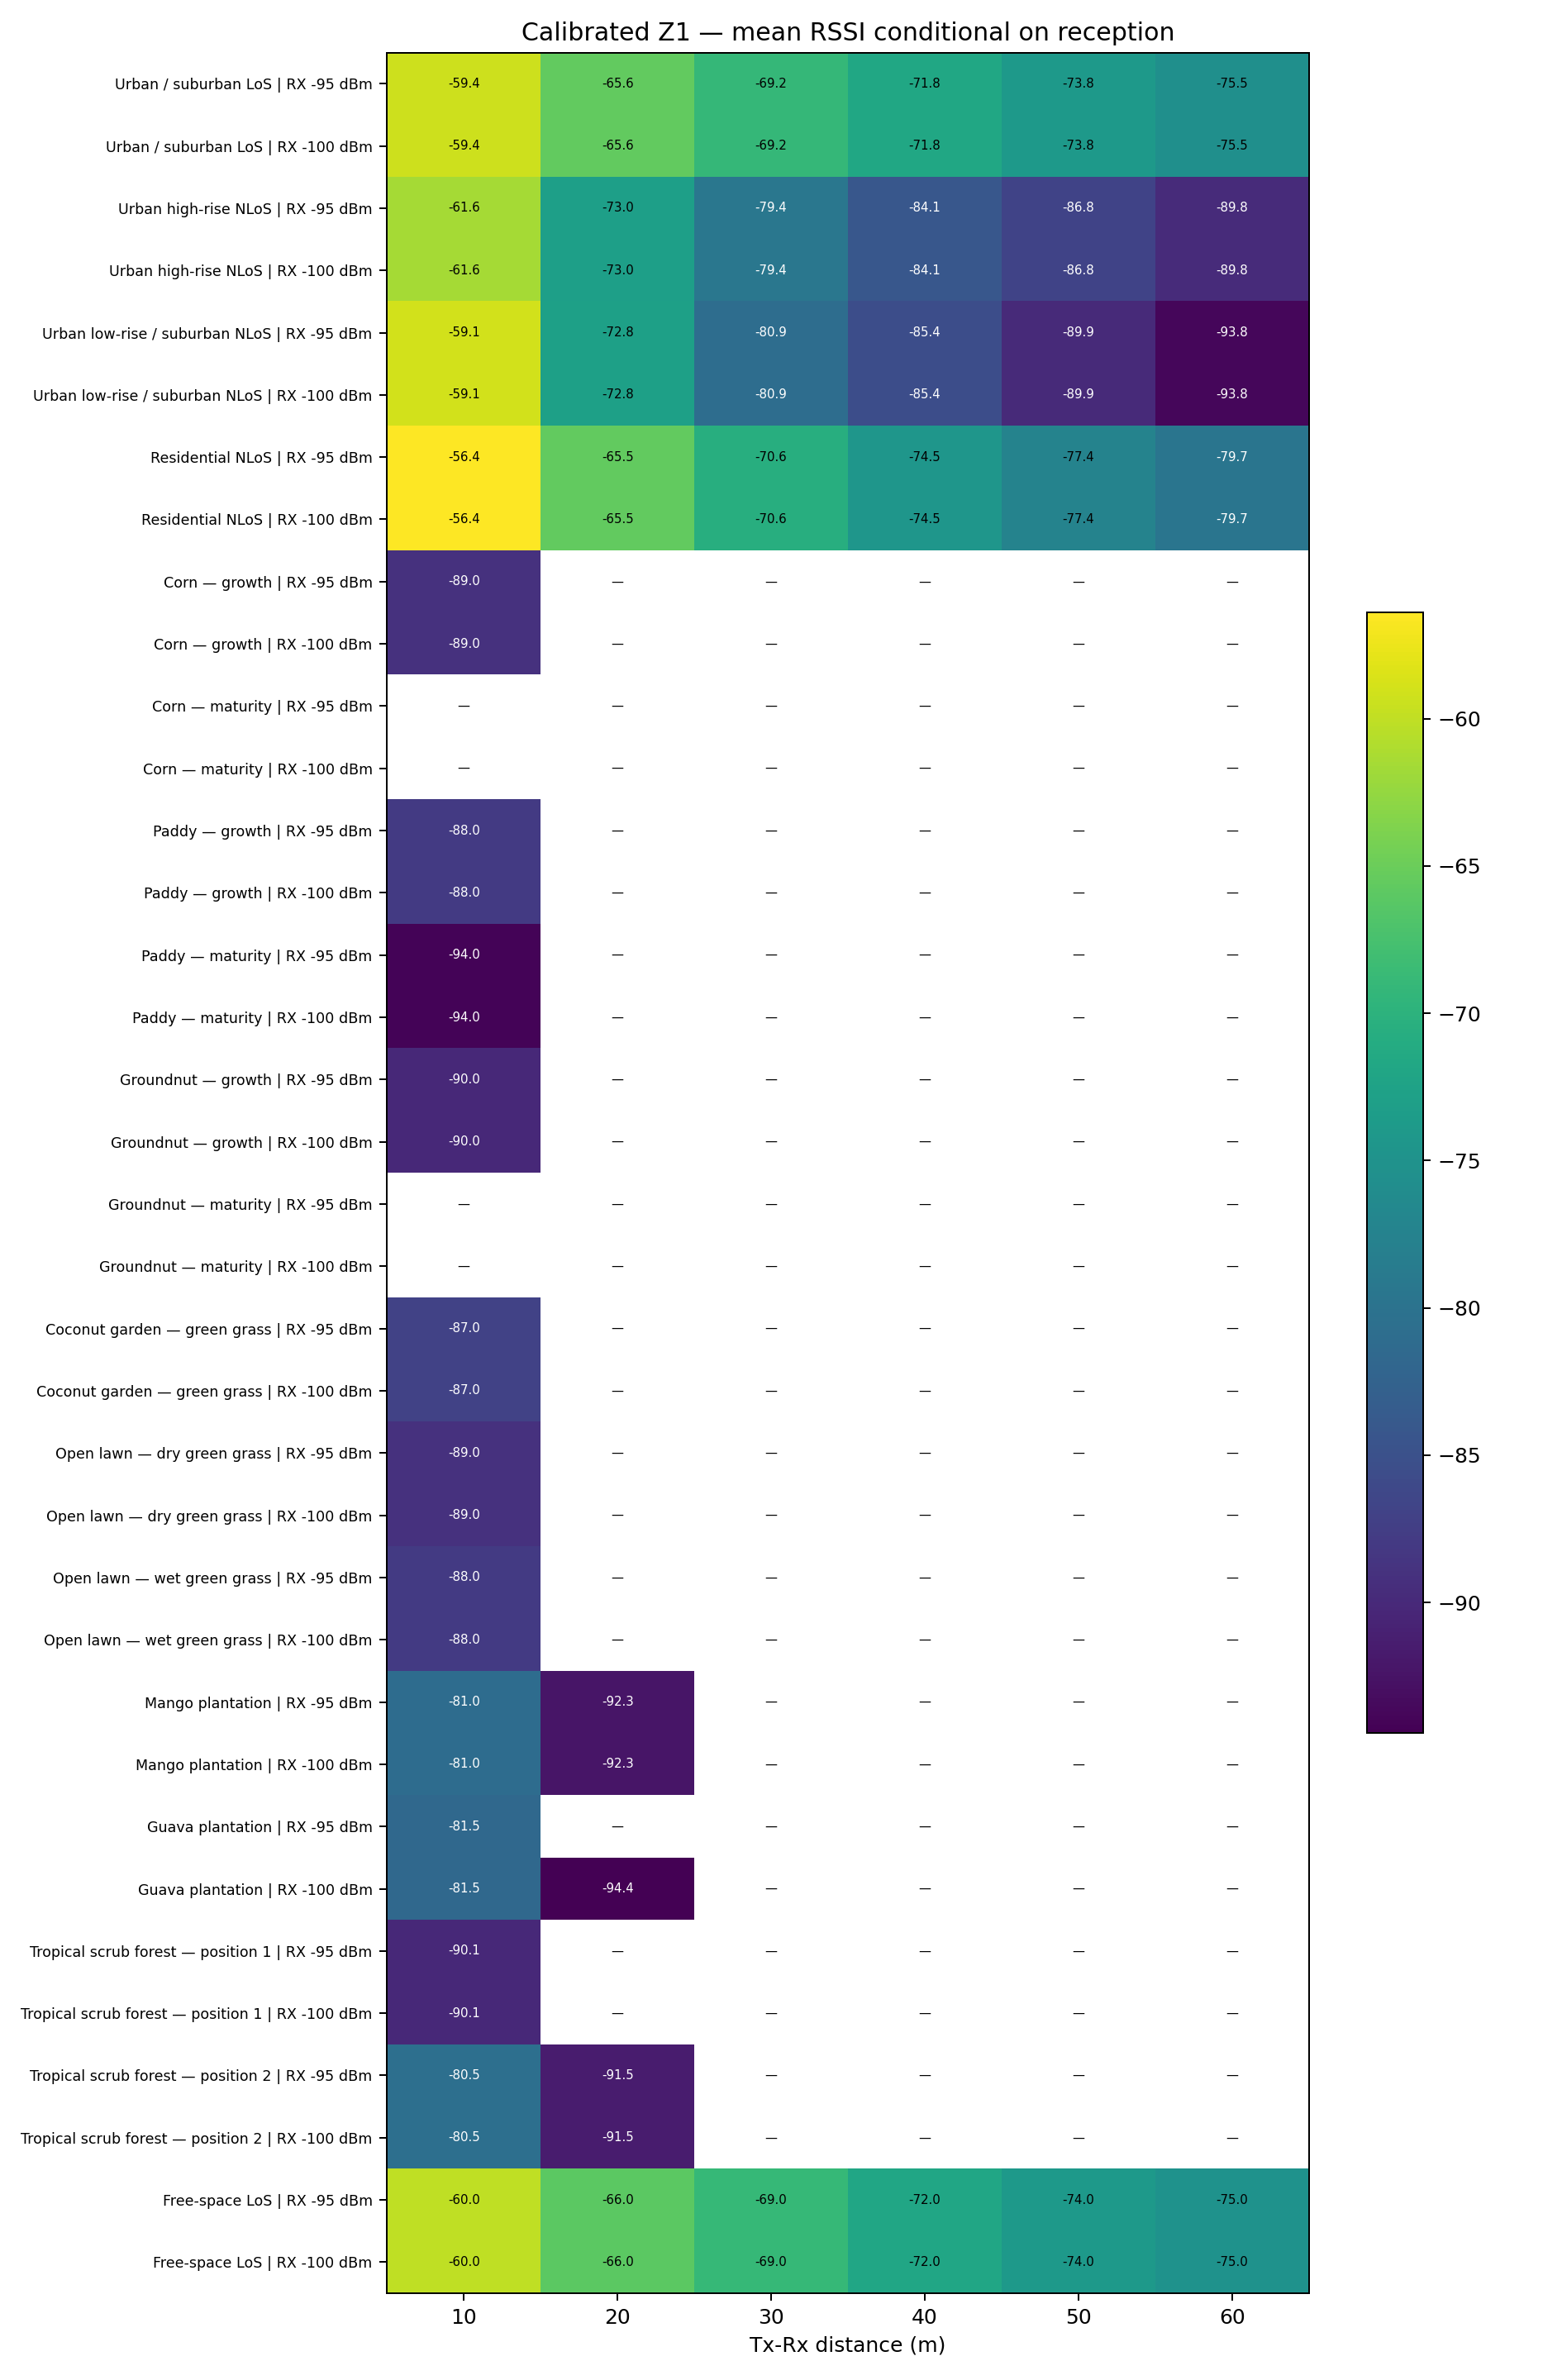 Calibrated Z1 — mean RSSI conditional on reception
Urban / suburban LoS | RX -95 dBm -59.4 -65.6 -69.2 -71.8 -73.8 -75.5
Urban / suburban LoS | RX -100 dBm -59.4 -65.6 -69.2 -71.8 -73.8 -75.5
Urban high-rise NLoS | RX -95 dBm -61.6 -73.0 -79.4 -84.1 -86.8 -89.8
Urban high-rise NLoS | RX -100 dBm -61.6 -73.0 -79.4 -84.1 -86.8 -89.8
Urban low-rise / suburban NLoS | RX -95 dBm -59.1 -72.8 -80.9 -85.4 -89.9 -93.8
Urban low-rise / suburban NLoS | RX -100 dBm -59.1 -72.8 -80.9 -85.4 -89.9 -93.8
Residential NLoS | RX -95 dBm -56.4 -65.5 -70.6 -74.5 -77.4 -79.7
Residential NLoS | RX -100 dBm -56.4 -65.5 -70.6 -74.5 -77.4 -79.7
Corn — growth | RX -95 dBm -89.0 — — — — —
Corn — growth | RX -100 dBm -89.0 — — — — —
Corn — maturity | RX -95 dBm — — — — — —
Corn — maturity | RX -100 dBm — — — — — —
Paddy — growth | RX -95 dBm -88.0 — — — — —
Paddy — growth | RX -100 dBm -88.0 — — — — —
Paddy — maturity | RX -95 dBm -94.0 — — — — —
Paddy — maturity | RX -100 dBm -94.0 — — — — —
Groundnut — growth | RX -95 dBm -90.0 — — — — —
Groundnut — growth | RX -100 dBm -90.0 — — — — —
Groundnut — maturity | RX -95 dBm — — — — — —
Groundnut — maturity | RX -100 dBm — — — — — —
Coconut garden — green grass | RX -95 dBm -87.0 — — — — —
Coconut garden — green grass | RX -100 dBm -87.0 — — — — —
Open lawn — dry green grass | RX -95 dBm -89.0 — — — — —
Open lawn — dry green grass | RX -100 dBm -89.0 — — — — —
Open lawn — wet green grass | RX -95 dBm -88.0 — — — — —
Open lawn — wet green grass | RX -100 dBm -88.0 — — — — —
Mango plantation | RX -95 dBm -81.0 -92.3 — — — —
Mango plantation | RX -100 dBm -81.0 -92.3 — — — —
Guava plantation | RX -95 dBm -81.5 — — — — —
Guava plantation | RX -100 dBm -81.5 -94.4 — — — —
Tropical scrub forest — position 1 | RX -95 dBm -90.1 — — — — —
Tropical scrub forest — position 1 | RX -100 dBm -90.1 — — — — —
Tropical scrub forest — position 2 | RX -95 dBm -80.5 -91.5 — — — —
Tropical scrub forest — position 2 | RX -100 dBm -80.5 -91.5 — — — —
Free-space LoS | RX -95 dBm -60.0 -66.0 -69.0 -72.0 -74.0 -75.0
Free-space LoS | RX -100 dBm -60.0 -66.0 -69.0 -72.0 -74.0 -75.0
10 20 30 40 50 60
Tx-Rx distance (m)
−60
−65
−70
−75
−80
−85
−90